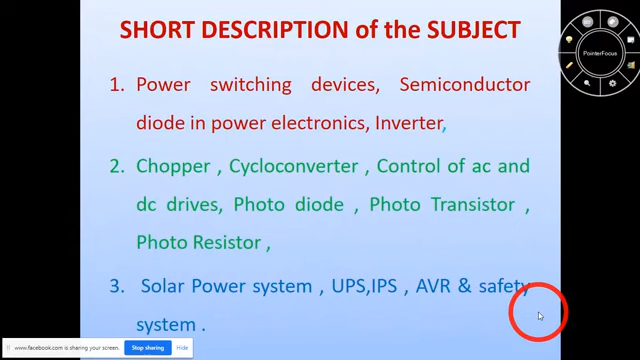 SHORT DESCRIPTION of the SUBJECT
PointerFocus
1. Power switching devices, Semiconductor
diode in power electronics, Inverter,
2. Chopper , Cycloconverter , Control of ac and
dc drives, Photo diode , Photo Transistor ,
Photo Resistor ,
3. Solar Power system , UPS,IPS , AVR & safety
system .
www.facebook.com is sharing your screen. Stop sharing Hide